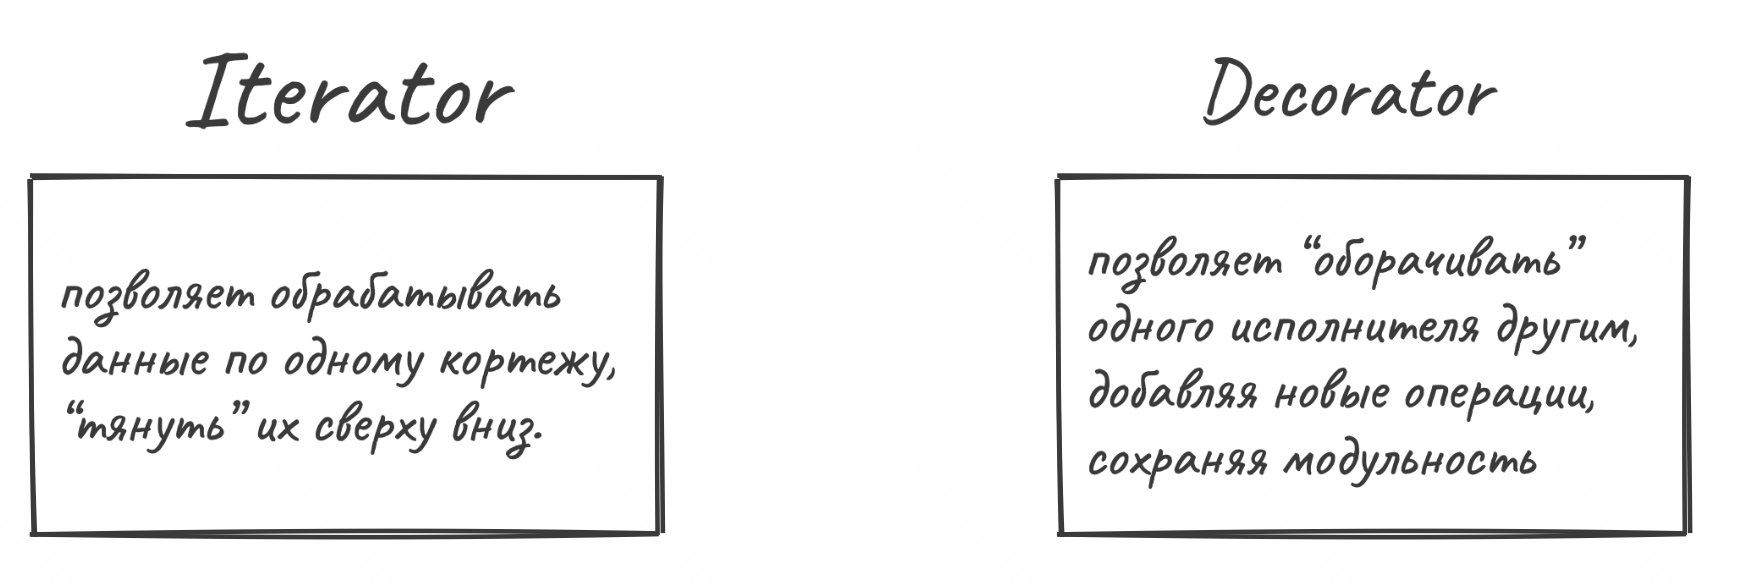 Iterator
позволяет обрабатывать
данные по одному кортежу,
“тянуть” их сверху вниз.
Decorator
позволяет “оборачивать”
одного исполнителя другим,
добавляя новые операции,
сохраняя модульность